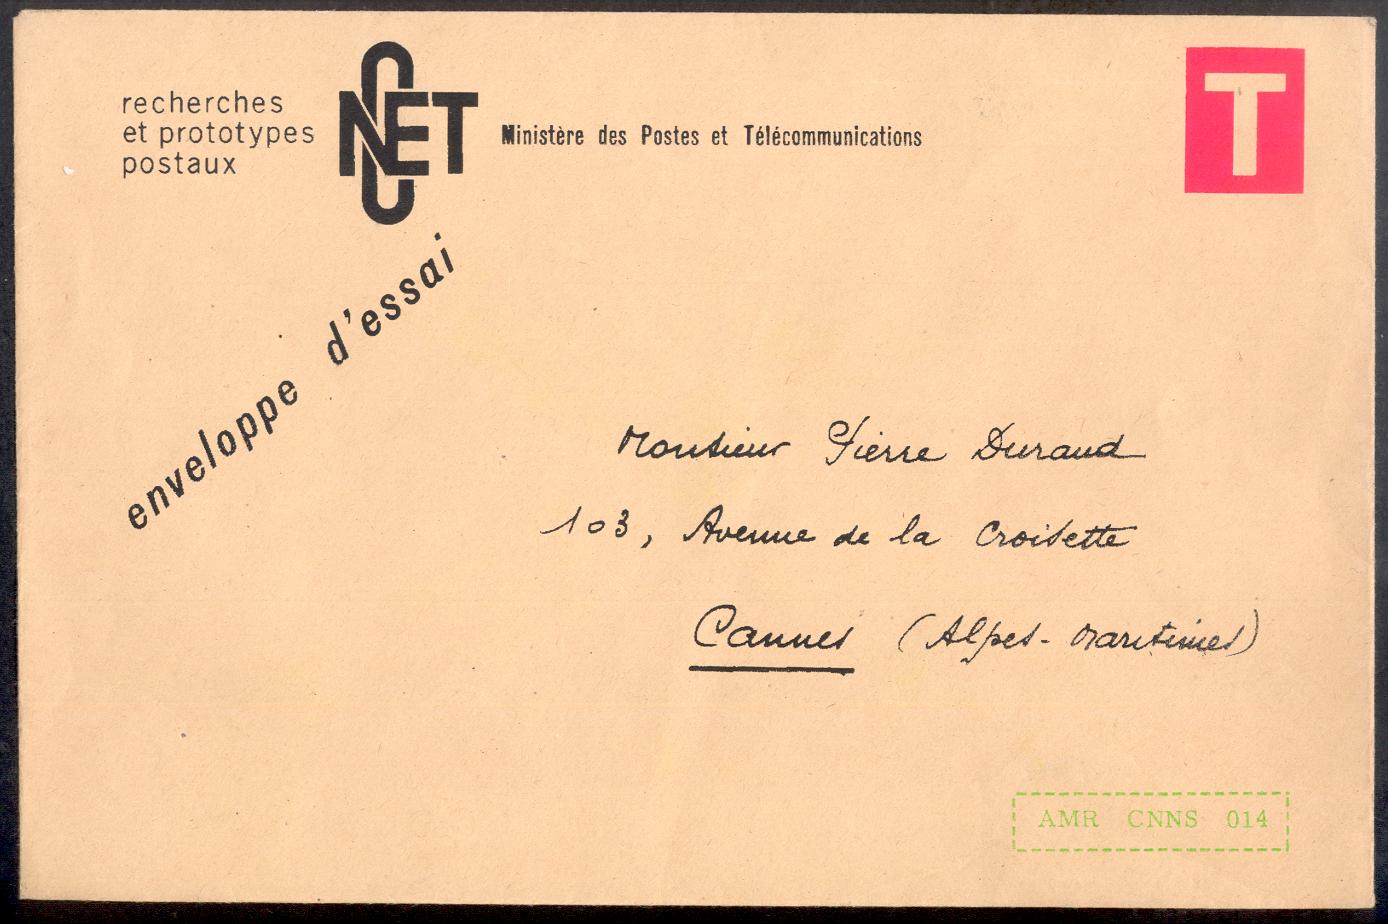 recherches
et prototypes
postaux
CNET
Ministère des Postes et Télécommunications
T
enveloppe d'essai
Monsieur Pierre Durand
103, Avenue de la Croisette
Cannes (Alpes-Maritimes)
AMR CNNS 014